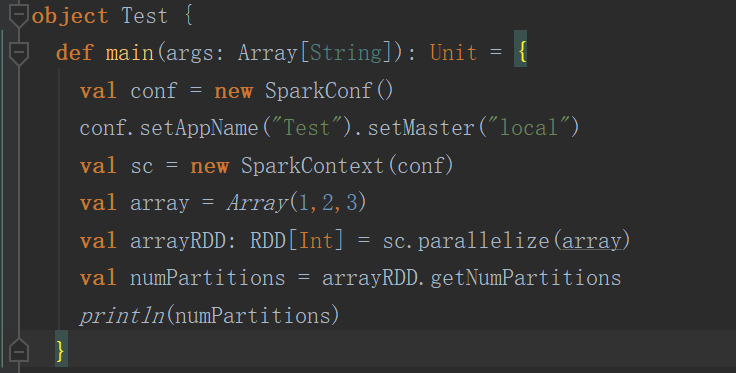 object Test {
def main(args: Array[String]): Unit = {
val conf = new SparkConf()
conf.setAppName("Test").setMaster("local")
val sc = new SparkContext(conf)
val array = Array(1,2,3)
val arrayRDD: RDD[Int] = sc.parallelize(array)
val numPartitions = arrayRDD.getNumPartitions
println(numPartitions)
}